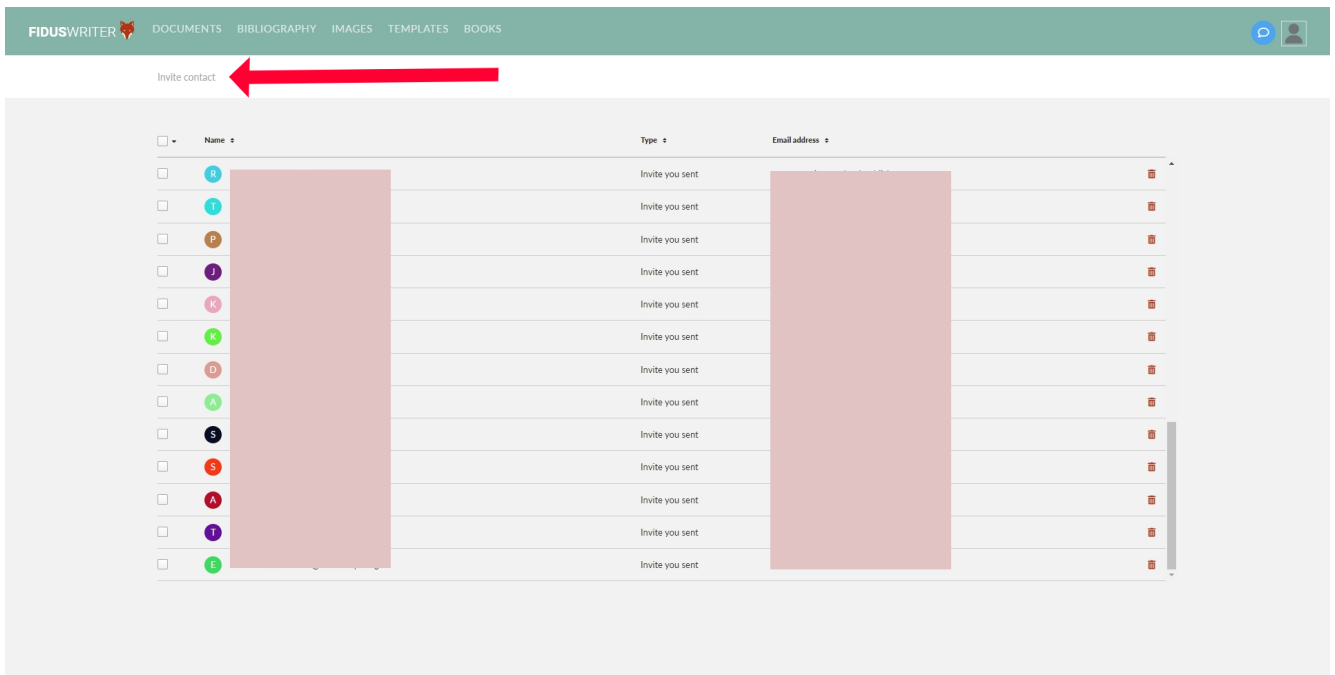 FIDUSWRITER DOCUMENTS BIBLIOGRAPHY IMAGES TEMPLATES BOOKS
Invite contact
Name Type Email address
R Invite you sent
T Invite you sent
P Invite you sent
J Invite you sent
K Invite you sent
K Invite you sent
D Invite you sent
A Invite you sent
S Invite you sent
S Invite you sent
A Invite you sent
T Invite you sent
E Invite you sent